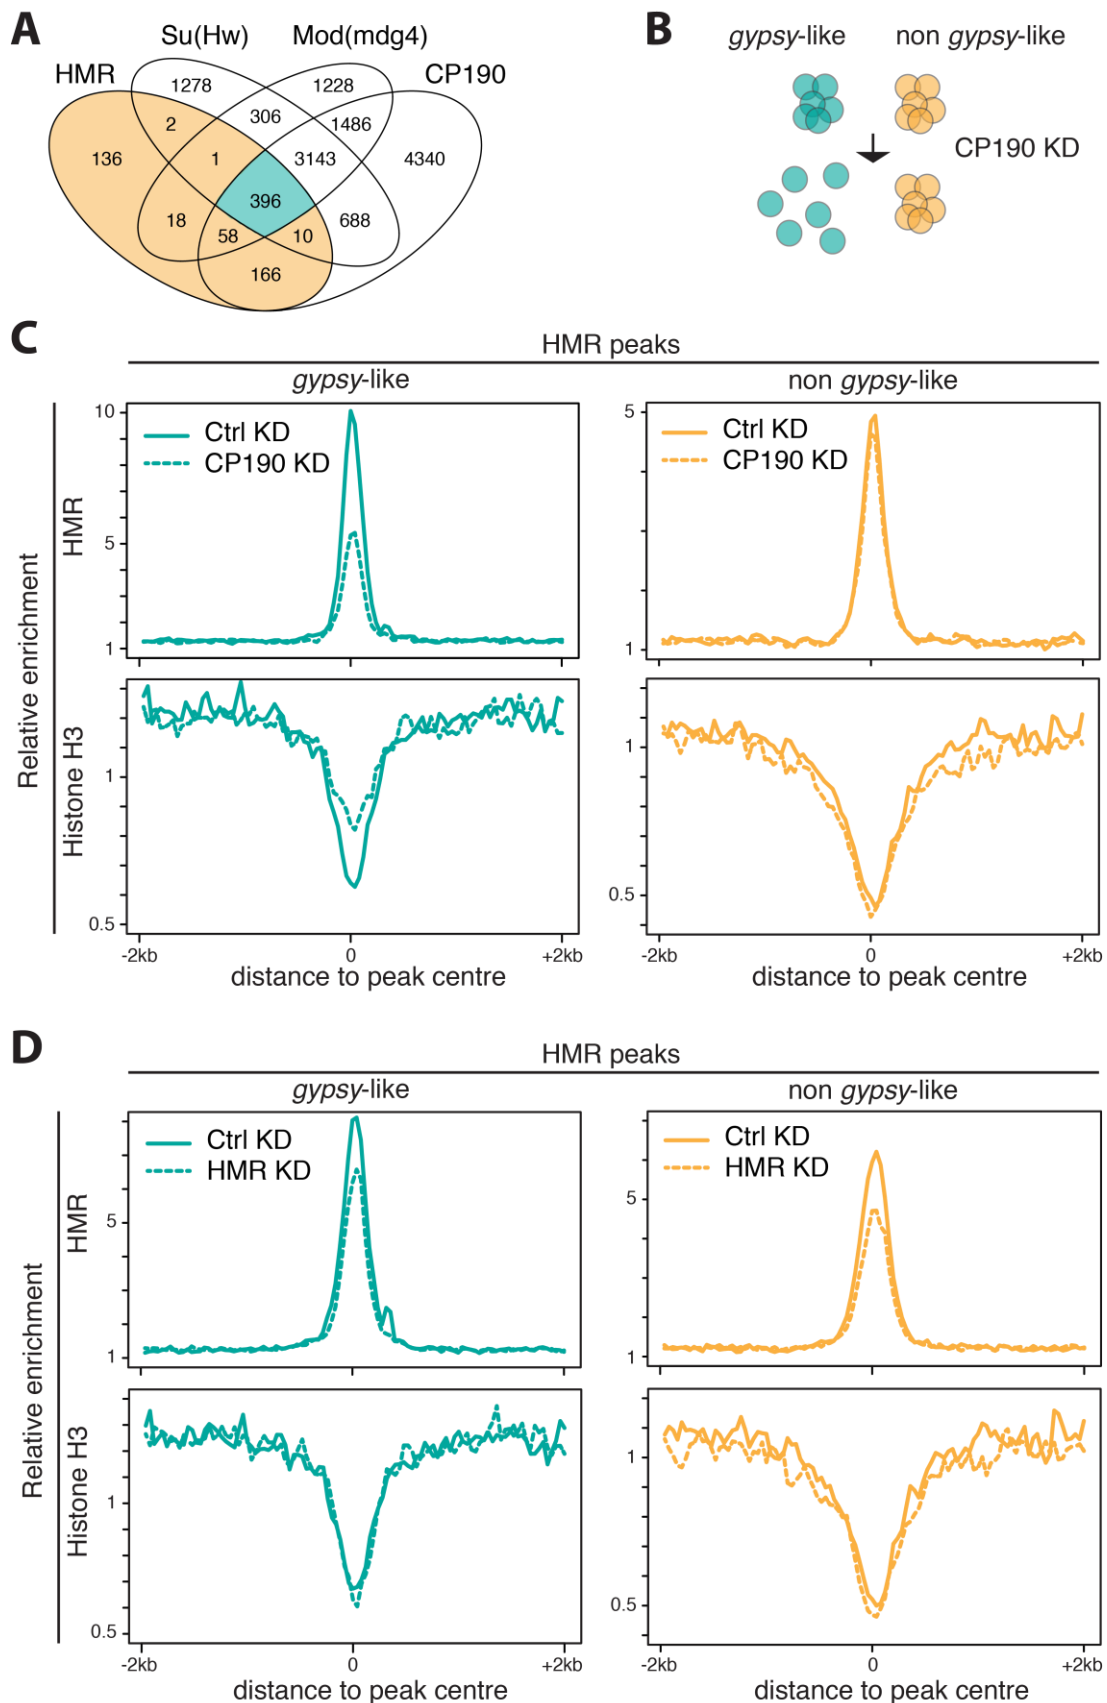 A
Su(Hw) Mod(mdg4)
HMR CP190
1278 1228
2 306 1486
136 1 3143 4340
396
18 58 10 688
166
B
gypsy-like non gypsy-like
CP190 KD
C
HMR peaks
gypsy-like non gypsy-like
Relative enrichment
HMR
10
5
1
Ctrl KD
CP190 KD
5
1
Ctrl KD
CP190 KD
Histone H3
1
0.5
-2kb 0 +2kb
distance to peak centre
1
0.5
-2kb 0 +2kb
distance to peak centre
D
HMR peaks
gypsy-like non gypsy-like
Relative enrichment
HMR
5
1
Ctrl KD
HMR KD
5
1
Ctrl KD
HMR KD
Histone H3
1
0.5
-2kb 0 +2kb
distance to peak centre
1
0.5
-2kb 0 +2kb
distance to peak centre